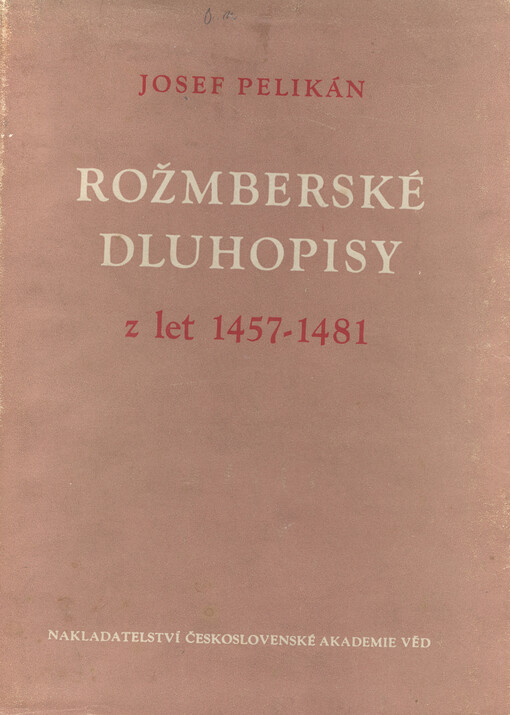 JOSEF PELIKÁN
ROŽMBERSKÉ
DLUHOPISY
z let 1457-1481
NAKLADATELSTVÍ ČESKOSLOVENSKÉ AKADEMIE VĚD